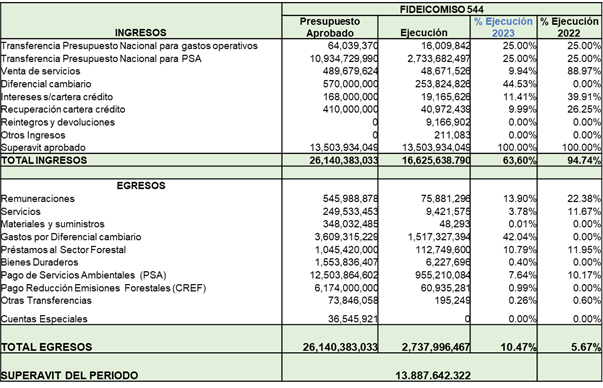 FIDEICOMISO 544
INGRESOS Presupuesto Aprobado Ejecución % Ejecución 2023 % Ejecución 2022
Transferencia Presupuesto Nacional para gastos operativos 64,039,370 16,009,842 25.00% 25.00%
Transferencia Presupuesto Nacional para PSA 10,934,729,990 2,733,682,497 25.00% 25.00%
Venta de servicios 489,679,624 48,671,526 9.94% 88.97%
Diferencial cambiario 570,000,000 253,824,826 44.53% 0.00%
Intereses s/cartera crédito 168,000,000 19,165,626 11.41% 39.91%
Recuperación cartera crédito 410,000,000 40,972,439 9.99% 26.25%
Reintegros y devoluciones 0 9,166,902 0.00% 0.00%
Otros Ingresos 0 211,083 0.00% 0.00%
Superavit aprobado 13,503,934,049 13,503,934,049 100.00% 100.00%
TOTAL INGRESOS 26,140,383,033 16,625,638.790 63,60% 94.74%
EGRESOS
Remuneraciones 545,988,878 75,881,296 13.90% 22.38%
Servicios 249,533,453 9,421,575 3.78% 11.67%
Materiales y suministros 348,032,485 48,293 0.01% 0.00%
Gastos por Diferencial cambiario 3,609,315,229 1,517,327,394 42.04% 0.00%
Préstamos al Sector Forestal 1,045,420,000 112,749,600 10.79% 11.95%
Bienes Duraderos 1,553,836,407 6,227,696 0.40% 0.00%
Pago de Servicios Ambientales (PSA) 12,503,864,602 955,210,084 7.64% 10.17%
Pago Reducción Emisiones Forestales (CREF) 6,174,000,000 60,935,281 0.99% 0.00%
Otras Transferencias 73,846,058 195,249 0.26% 0.60%
Cuentas Especiales 36,545,921 0 0.00% 0.00%
TOTAL EGRESOS 26,140,383,033 2,737,996,467 10.47% 5.67%
SUPERAVIT DEL PERIODO 13.887.642.322